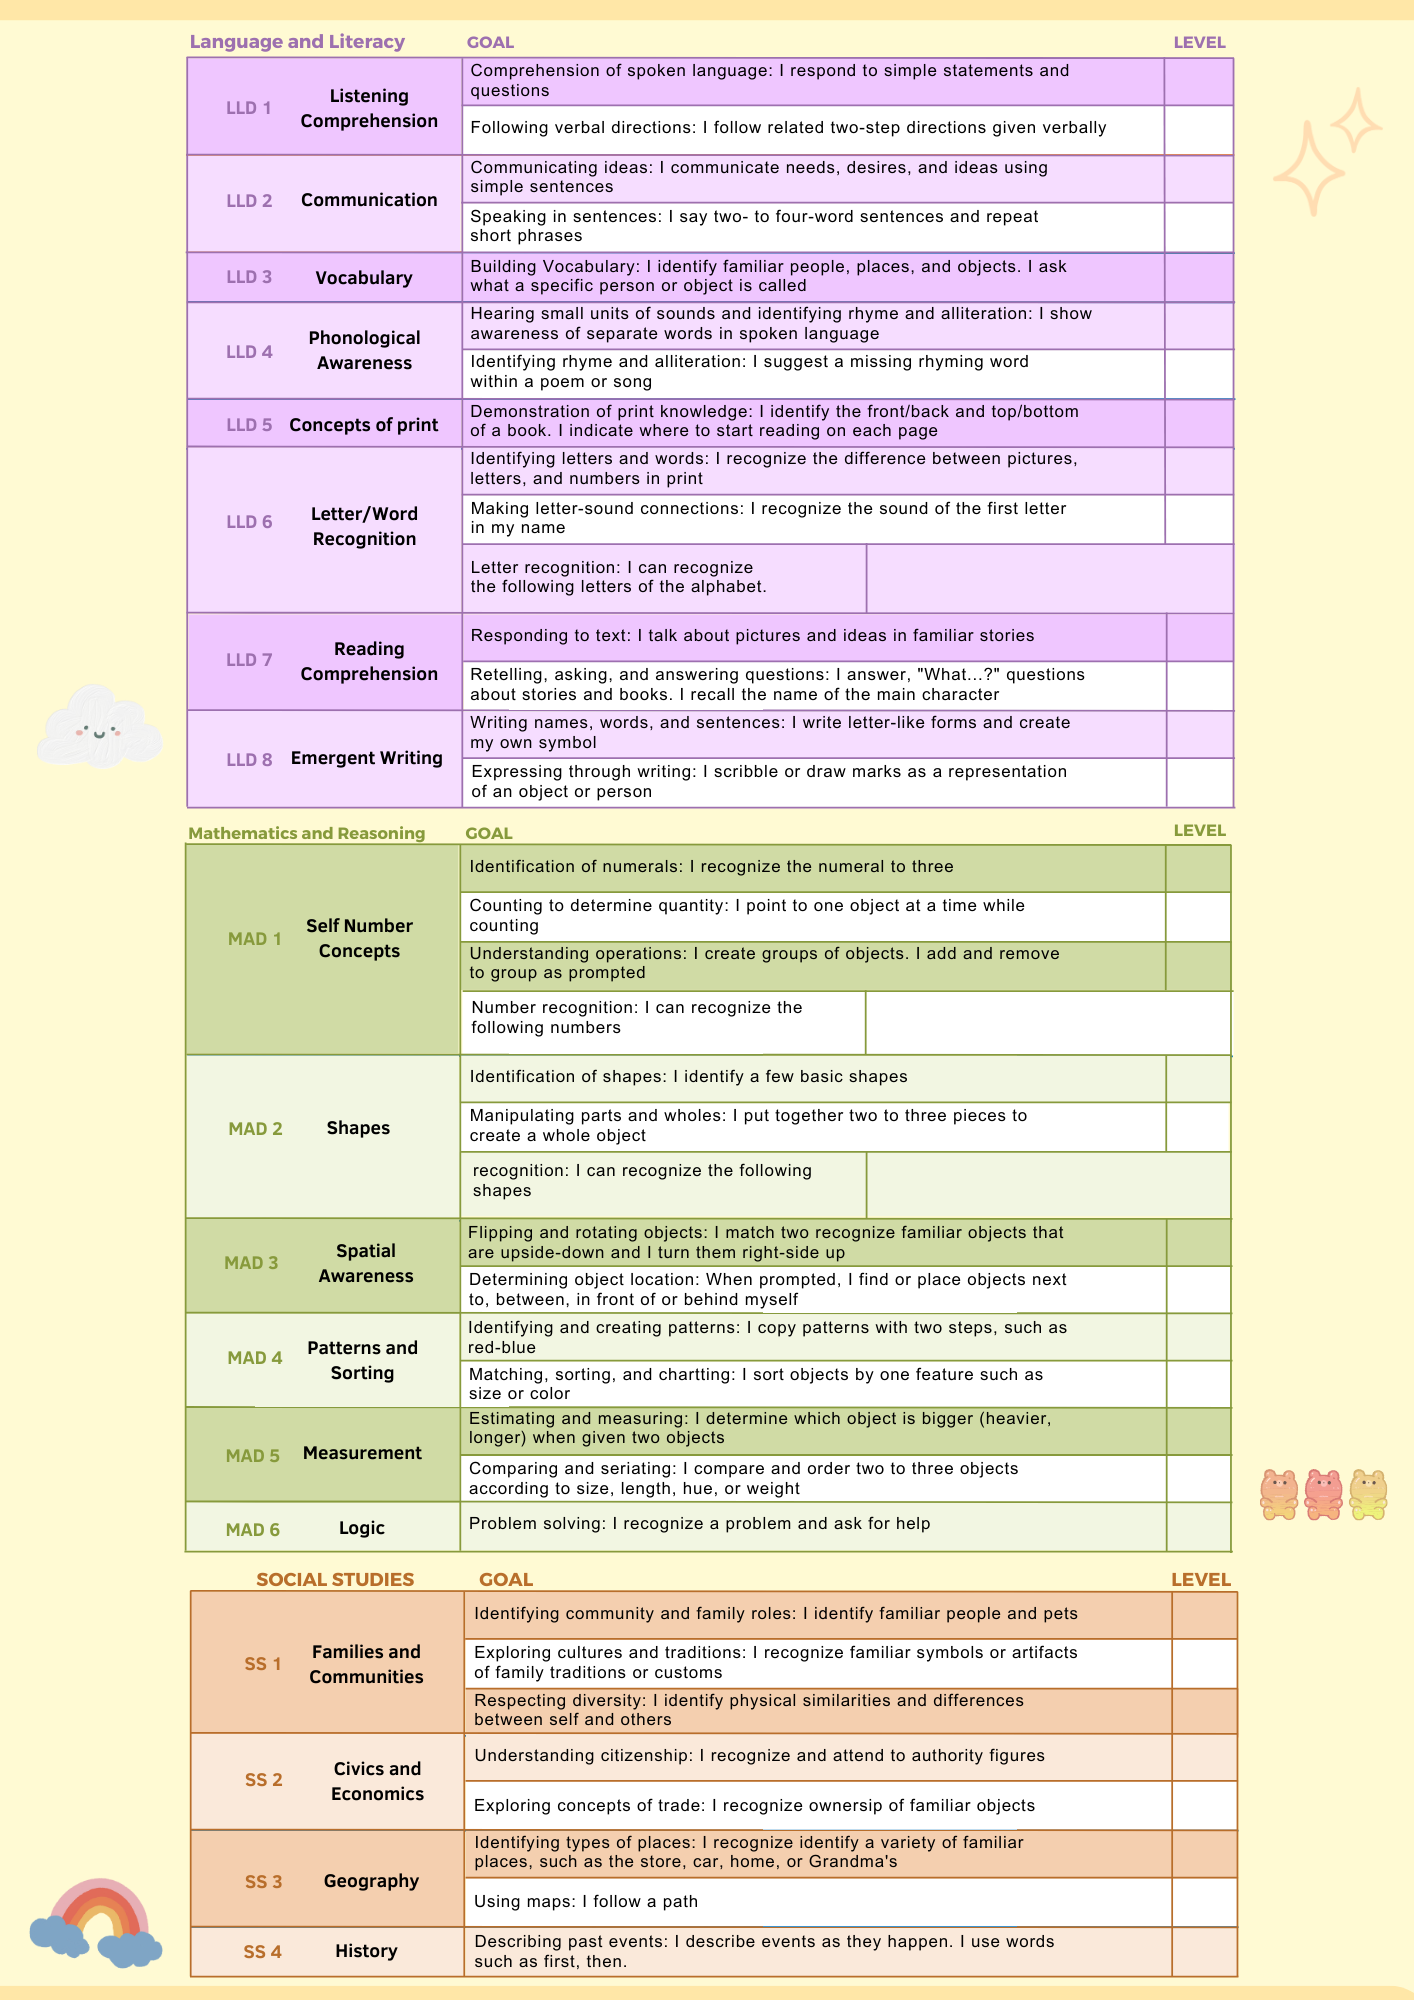 Language and Literacy GOAL LEVEL
LLD 1 Listening Comprehension
Comprehension of spoken language: I respond to simple statements and
questions
Following verbal directions: I follow related two-step directions given verbally
LLD 2 Communication
Communicating ideas: I communicate needs, desires, and ideas using
simple sentences
Speaking in sentences: I say two- to four-word sentences and repeat
short phrases
LLD 3 Vocabulary
Building Vocabulary: I identify familiar people, places, and objects. I ask
what a specific person or object is called
LLD 4 Phonological Awareness
Hearing small units of sounds and identifying rhyme and alliteration: I show
awareness of separate words in spoken language
Identifying rhyme and alliteration: I suggest a missing rhyming word
within a poem or song
LLD 5 Concepts of print
Demonstration of print knowledge: I identify the front/back and top/bottom
of a book. I indicate where to start reading on each page
LLD 6 Letter/Word Recognition
Identifying letters and words: I recognize the difference between pictures,
letters, and numbers in print
Making letter-sound connections: I recognize the sound of the first letter
in my name
Letter recognition: I can recognize
the following letters of the alphabet.
LLD 7 Reading Comprehension
Responding to text: I talk about pictures and ideas in familiar stories
Retelling, asking, and answering questions: I answer, "What...?" questions
about stories and books. I recall the name of the main character
LLD 8 Emergent Writing
Writing names, words, and sentences: I write letter-like forms and create
my own symbol
Expressing through writing: I scribble or draw marks as a representation
of an object or person
Mathematics and Reasoning GOAL LEVEL
MAD 1 Self Number Concepts
Identification of numerals: I recognize the numeral to three
Counting to determine quantity: I point to one object at a time while
counting
Understanding operations: I create groups of objects. I add and remove
to group as prompted
Number recognition: I can recognize the
following numbers
MAD 2 Shapes
Identification of shapes: I identify a few basic shapes
Manipulating parts and wholes: I put together two to three pieces to
create a whole object
recognition: I can recognize the following
shapes
MAD 3 Spatial Awareness
Flipping and rotating objects: I match two recognize familiar objects that
are upside-down and I turn them right-side up
Determining object location: When prompted, I find or place objects next
to, between, in front of or behind myself
MAD 4 Patterns and Sorting
Identifying and creating patterns: I copy patterns with two steps, such as
red-blue
Matching, sorting, and chartting: I sort objects by one feature such as
size or color
MAD 5 Measurement
Estimating and measuring: I determine which object is bigger (heavier,
longer) when given two objects
Comparing and seriating: I compare and order two to three objects
according to size, length, hue, or weight
MAD 6 Logic
Problem solving: I recognize a problem and ask for help
SOCIAL STUDIES GOAL LEVEL
SS 1 Families and Communities
Identifying community and family roles: I identify familiar people and pets
Exploring cultures and traditions: I recognize familiar symbols or artifacts
of family traditions or customs
Respecting diversity: I identify physical similarities and differences
between self and others
SS 2 Civics and Economics
Understanding citizenship: I recognize and attend to authority figures
Exploring concepts of trade: I recognize ownersip of familiar objects
SS 3 Geography
Identifying types of places: I recognize identify a variety of familiar
places, such as the store, car, home, or Grandma's
Using maps: I follow a path
SS 4 History
Describing past events: I describe events as they happen. I use words
such as first, then.